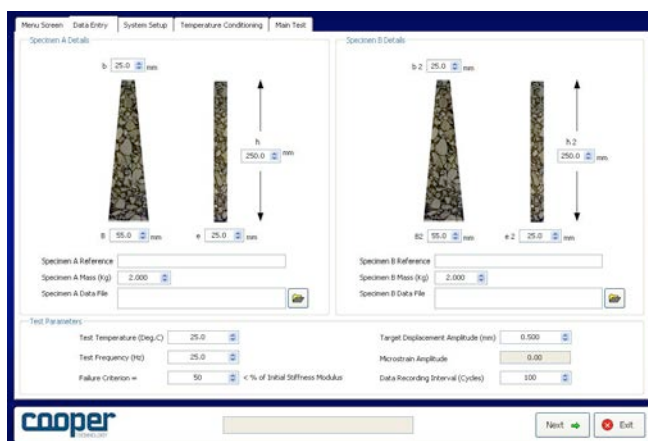 Menu Screen Data Entry System Setup Temperature Conditioning Main Test
Specimen A Details
b 25.0 mm
h
250.0 mm
B 55.0 mm e 25.0 mm
Specimen A Reference
Specimen A Mass (Kg) 2.000
Specimen A Data File
Specimen B Details
b 2 25.0 mm
h 2
250.0 mm
B2 55.0 mm e 2 25.0 mm
Specimen B Reference
Specimen B Mass (Kg) 2.000
Specimen B Data File
Test Parameters
Test Temperature (Deg.C) 25.0
Test Frequency (Hz) 25.0
Failure Criterion = 50 < % of Initial Stiffness Modulus
Target Displacement Amplitude (mm) 0.500
Microstrain Amplitude 0.00
Data Recording Interval (Cycles) 100
cooper
TECHNOLOGY
Next Exit